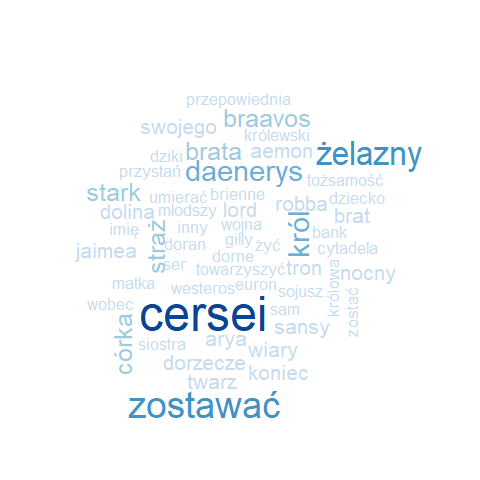 przepowiednia
braavos
swojego
królewski
żelazny
brata aemon
dziki
daenerys
przystań
tożsamość
stark
umierać brienne
robba dziecko
dolina młodszy lord
brat
imię
inny
wojna
król
bank
straż
jaimea
doran
gilly żyć
cytadela
dorne
ser
towarzyszyć tron
nocny
królowa
matka
westeros euron
sojusz
zostać
wobec
cersei
sam
sansy
córka
siostra
arya
wiary
dorzecze
koniec
twarz
zostawać